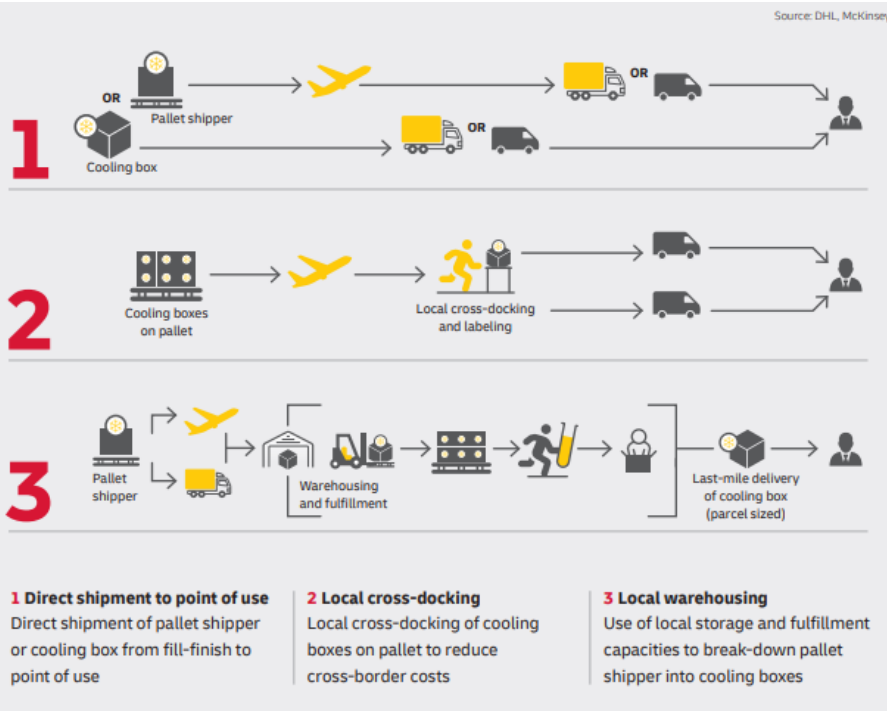 Source: DHL, McKinsey
OR
Pallet shipper
OR
1
OR
Cooling box
2
Cooling boxes
on pallet
Local cross-docking
and labeling
3
Pallet
shipper
Warehousing
and fulfillment
Last-mile delivery
of cooling box
(parcel sized)
1 Direct shipment to point of use
Direct shipment of pallet shipper
or cooling box from fill-finish to
point of use
2 Local cross-docking
Local cross-docking of cooling
boxes on pallet to reduce
cross-border costs
3 Local warehousing
Use of local storage and fulfillment
capacities to break-down pallet
shipper into cooling boxes